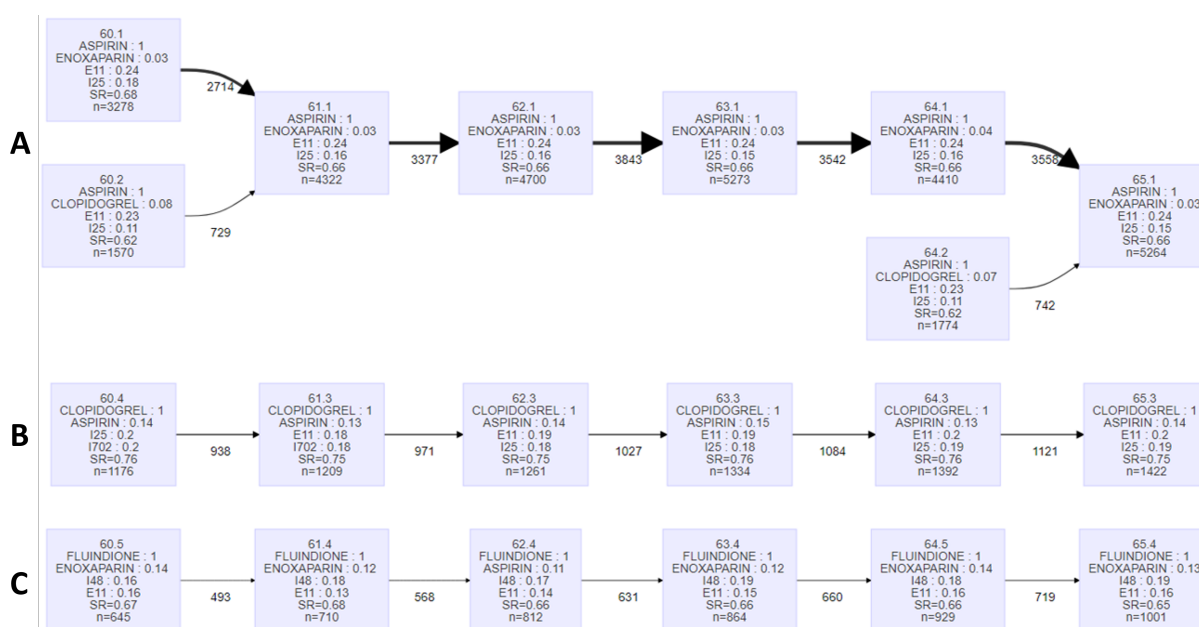 A
60.1
ASPIRIN : 1
ENOXAPARIN : 0.03
E11 : 0.24
I25 : 0.18
SR=0.68
n=3278
2714
60.2
ASPIRIN : 1
CLOPIDOGREL : 0.08
E11 : 0.23
I25 : 0.11
SR=0.62
n=1570
729
61.1
ASPIRIN : 1
ENOXAPARIN : 0.03
E11 : 0.24
I25 : 0.16
SR=0.66
n=4322
3377
62.1
ASPIRIN : 1
ENOXAPARIN : 0.03
E11 : 0.24
I25 : 0.16
SR=0.66
n=4700
3843
63.1
ASPIRIN : 1
ENOXAPARIN : 0.03
E11 : 0.24
I25 : 0.15
SR=0.66
n=5273
3542
64.1
ASPIRIN : 1
ENOXAPARIN : 0.04
E11 : 0.24
I25 : 0.16
SR=0.66
n=4410
3558
64.2
ASPIRIN : 1
CLOPIDOGREL : 0.07
E11 : 0.23
I25 : 0.11
SR=0.62
n=1774
742
65.1
ASPIRIN : 1
ENOXAPARIN : 0.03
E11 : 0.24
I25 : 0.15
SR=0.66
n=5264
B
60.4
CLOPIDOGREL : 1
ASPIRIN : 0.14
I25 : 0.2
I702 : 0.2
SR=0.76
n=1176
938
61.3
CLOPIDOGREL : 1
ASPIRIN : 0.13
E11 : 0.18
I702 : 0.18
SR=0.75
n=1209
971
62.3
CLOPIDOGREL : 1
ASPIRIN : 0.14
E11 : 0.19
I25 : 0.18
SR=0.75
n=1261
1027
63.3
CLOPIDOGREL : 1
ASPIRIN : 0.15
E11 : 0.19
I25 : 0.18
SR=0.76
n=1334
1084
64.3
CLOPIDOGREL : 1
ASPIRIN : 0.13
E11 : 0.2
I25 : 0.19
SR=0.76
n=1392
1121
65.3
CLOPIDOGREL : 1
ASPIRIN : 0.14
E11 : 0.2
I25 : 0.19
SR=0.75
n=1422
C
60.5
FLUINDIONE : 1
ENOXAPARIN : 0.14
I48 : 0.16
E11 : 0.16
SR=0.67
n=645
493
61.4
FLUINDIONE : 1
ENOXAPARIN : 0.12
I48 : 0.18
E11 : 0.13
SR=0.68
n=710
568
62.4
FLUINDIONE : 1
ASPIRIN : 0.11
I48 : 0.17
E11 : 0.14
SR=0.66
n=812
631
63.4
FLUINDIONE : 1
ENOXAPARIN : 0.12
I48 : 0.19
E11 : 0.15
SR=0.66
n=864
660
64.5
FLUINDIONE : 1
ENOXAPARIN : 0.14
I48 : 0.18
E11 : 0.16
SR=0.66
n=929
719
65.4
FLUINDIONE : 1
ENOXAPARIN : 0.13
I48 : 0.19
E11 : 0.16
SR=0.65
n=1001